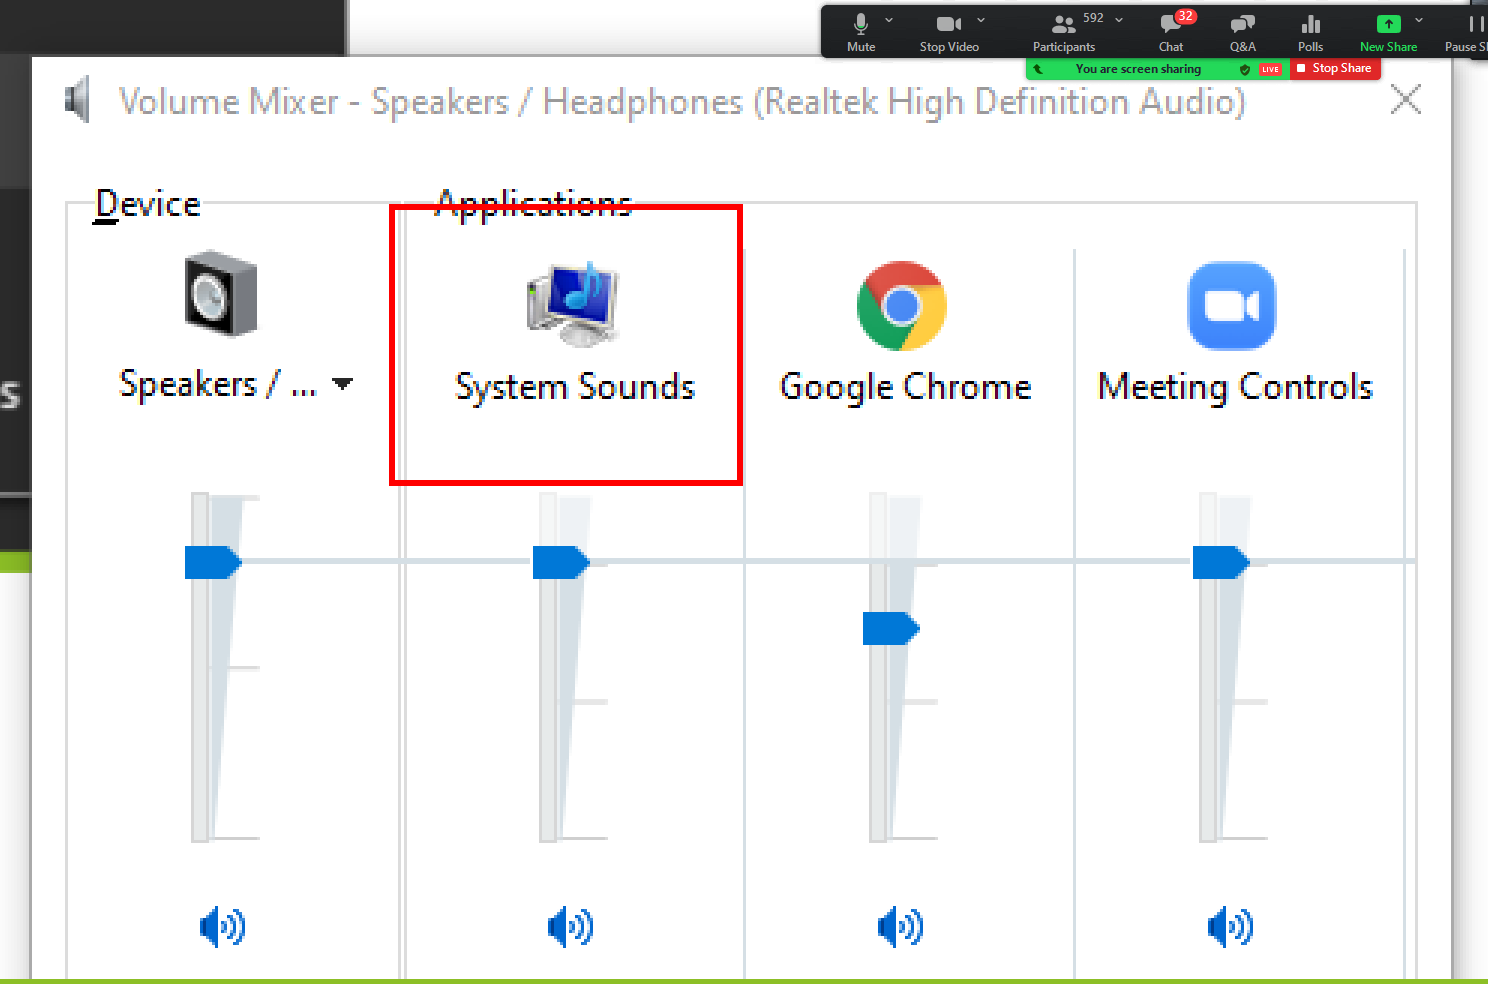 592
32
Mute
Stop Video
Participants
Chat
Q&A
Polls
New Share
You are screen sharing
LIVE
Stop Share
Volume Mixer - Speakers / Headphones (Realtek High Definition Audio)
Device
Applications
Speakers / ...
System Sounds
Google Chrome
Meeting Controls
s
Pause